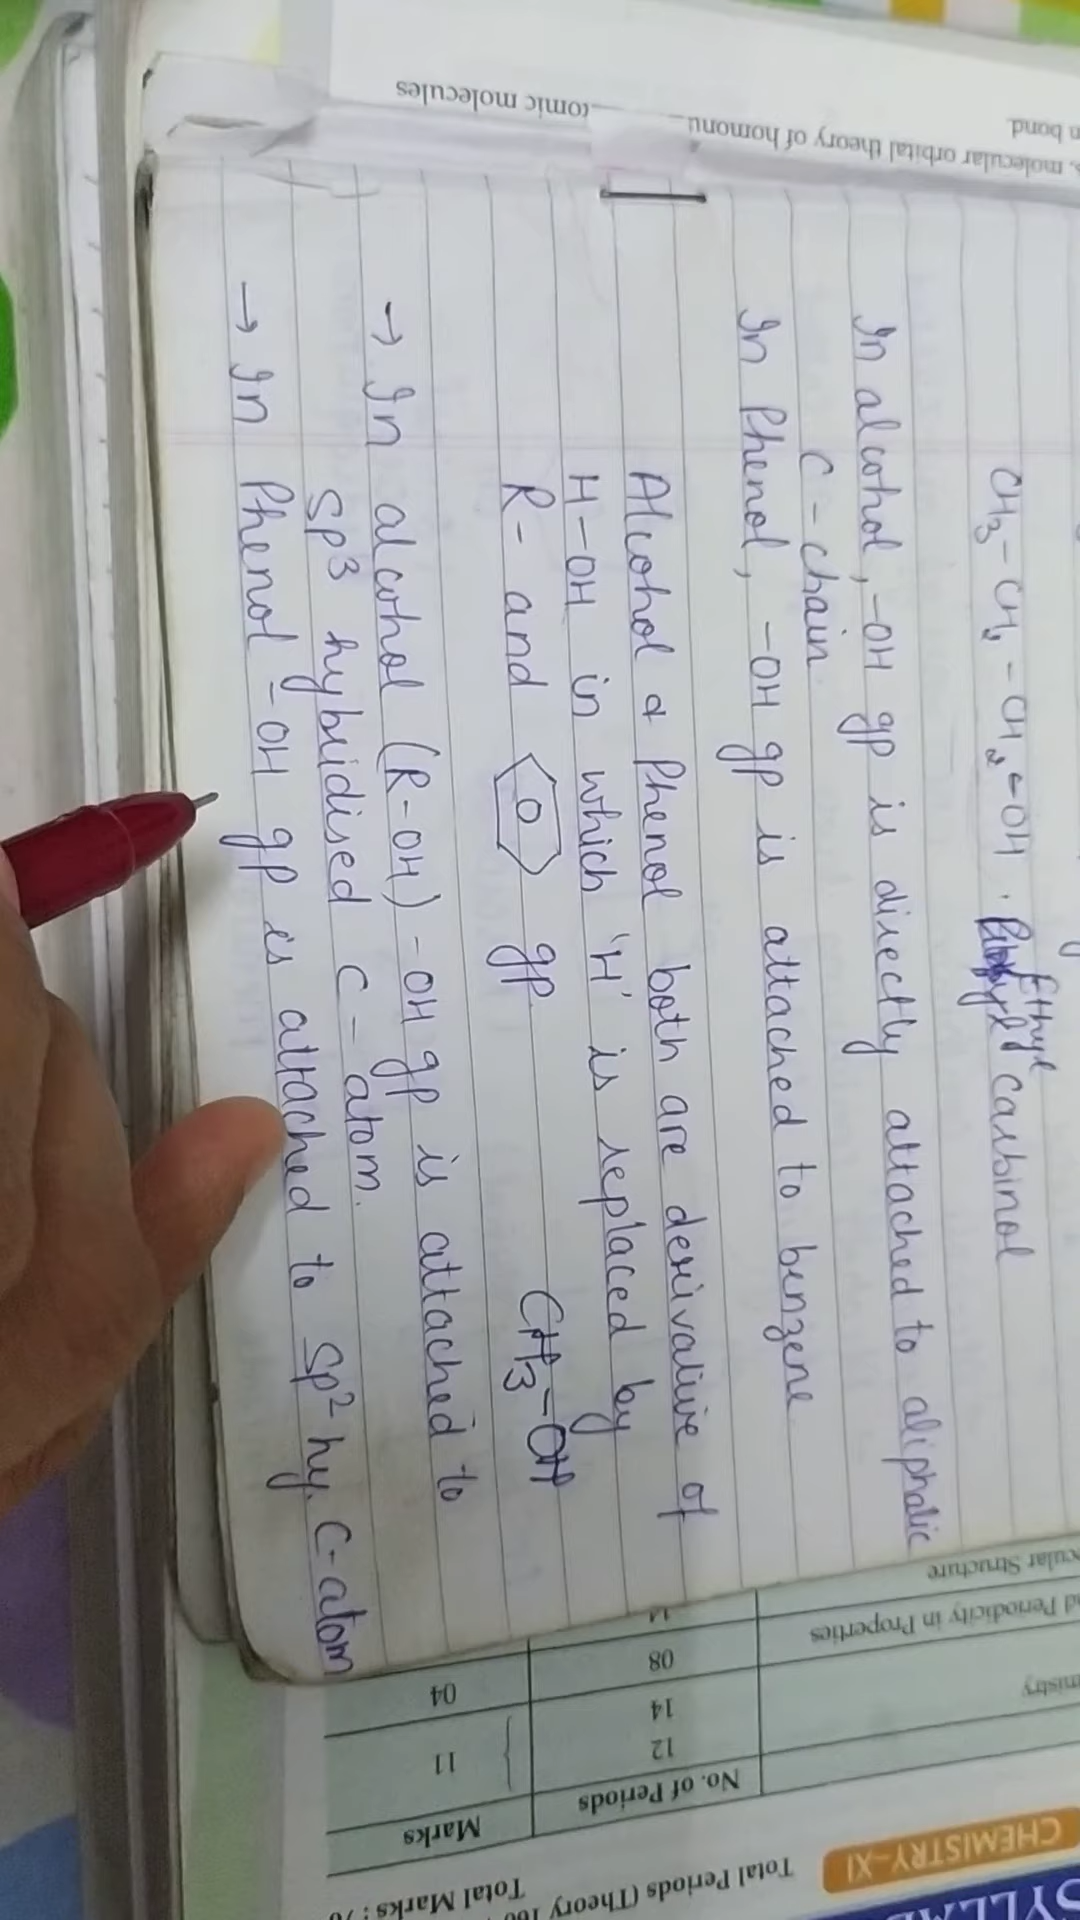 CH3 - CH2 - CH2 - OH . Ethyl carbinol
In alcohol, -OH gp is directly attached to aliphatic
C - chain
In Phenol, -OH gp is attached to benzene
Alcohol & Phenol both are derivative of
H-OH in which 'H' is replaced by
R- and gp.
CH3-OH
→ In alcohol (R-OH) -OH gp is attached to
Sp3 hybridised C - atom.
→ In Phenol -OH gp is attached to Sp2 hy. C-atom
n bond
molecular orbital theory of homonu
tomic molecules
CHEMISTRY-XI
Total Periods (Theory 160
Total Marks : 70
No. of Periods
Marks
12
11
14
08
04
d Periodicity in Properties
cular Structure